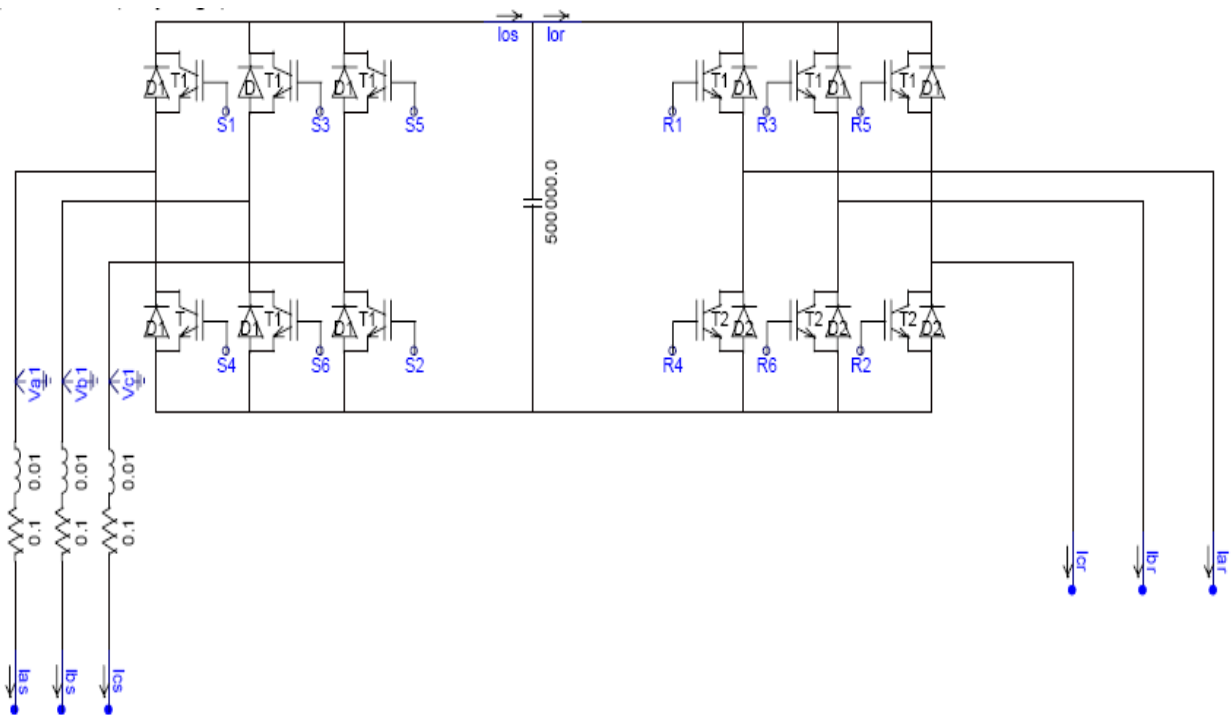 Ios Ior
D1 T1 D T1 D1 T1 T1 D1 T1 D1 T1 D1
S1 S3 S5 R1 R3 R5
500000.0
D1 T D1 T1 D1 T1 T2 D2 T2 D2 T2 D2
S4 S6 S2 R4 R6 R2
Va1 Vb1 Vc1
0.01 0.01 0.01
0.1 0.1 0.1
Icr Ibr Iar
Ias Ibs Ics